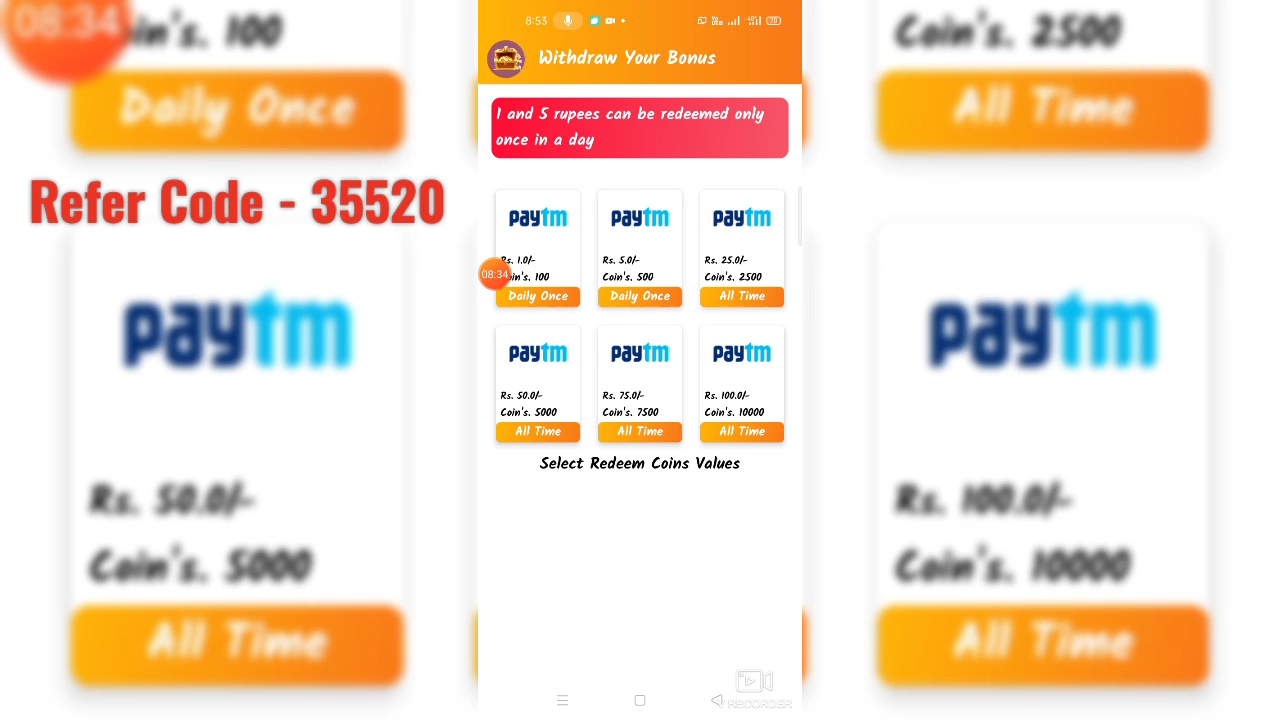 08:34
Coin's. 100
Daily Once
Refer Code - 35520
paytm
Rs. 50.0/-
Coin's. 5000
All Time
8:53
70
Withdraw Your Bonus
1 and 5 rupees can be redeemed only
once in a day
paytm
paytm
paytm
Rs. 1.0/-
Rs. 5.0/-
Rs. 25.0/-
08:34
Coin's. 100
Coin's. 500
Coin's. 2500
Daily Once
Daily Once
All Time
paytm
paytm
paytm
Rs. 50.0/-
Rs. 75.0/-
Rs. 100.0/-
Coin's. 5000
Coin's. 7500
Coin's. 10000
All Time
All Time
All Time
Select Redeem Coins Values
RECORDER
Coin's. 2500
All Time
paytm
Rs. 100.0/-
Coin's. 10000
All Time